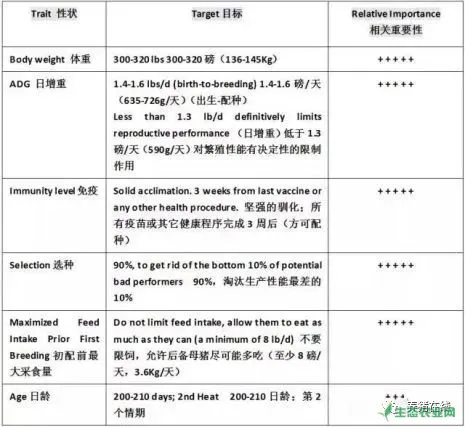 Trait 性状
Target 目标
Relative Importance
相关重要性
Body weight 体重
300-320 lbs 300-320 磅（136-145Kg）
+++++
ADG 日增重
1.4-1.6 lbs/d (birth-to-breeding) 1.4-1.6 磅/天
（635-726g/天）（出生-配种）
Less than 1.3 lb/d definitively limits
reproductive performance （日增重）低于 1.3
磅/天（590g/天）对繁殖性能有决定性的限制
作用
+++++
Immunity level 免疫
Solid acclimation. 3 weeks from last vaccine or
any other health procedure. 坚强的驯化；所
有疫苗或其它健康程序完成 3 周后（方可配
种）
+++++
Selection 选种
90%, to get rid of the bottom 10% of potential
bad performers 90%，淘汰生产性能最差的
10%
+++++
Maximized Feed
Intake Prior First
Breeding 初配前最
大采食量
Do not limit feed intake, allow them to eat as
much as they can (a minimum of 8 lb/d) 不要
限饲，允许后备母猪尽可能多吃（至少 8 磅/
天，3.6Kg/天）
+++++
Age 日龄
200-210 days; 2nd Heat 200-210 日龄；第 2
个情期
+++
养猪在线
生态农业网